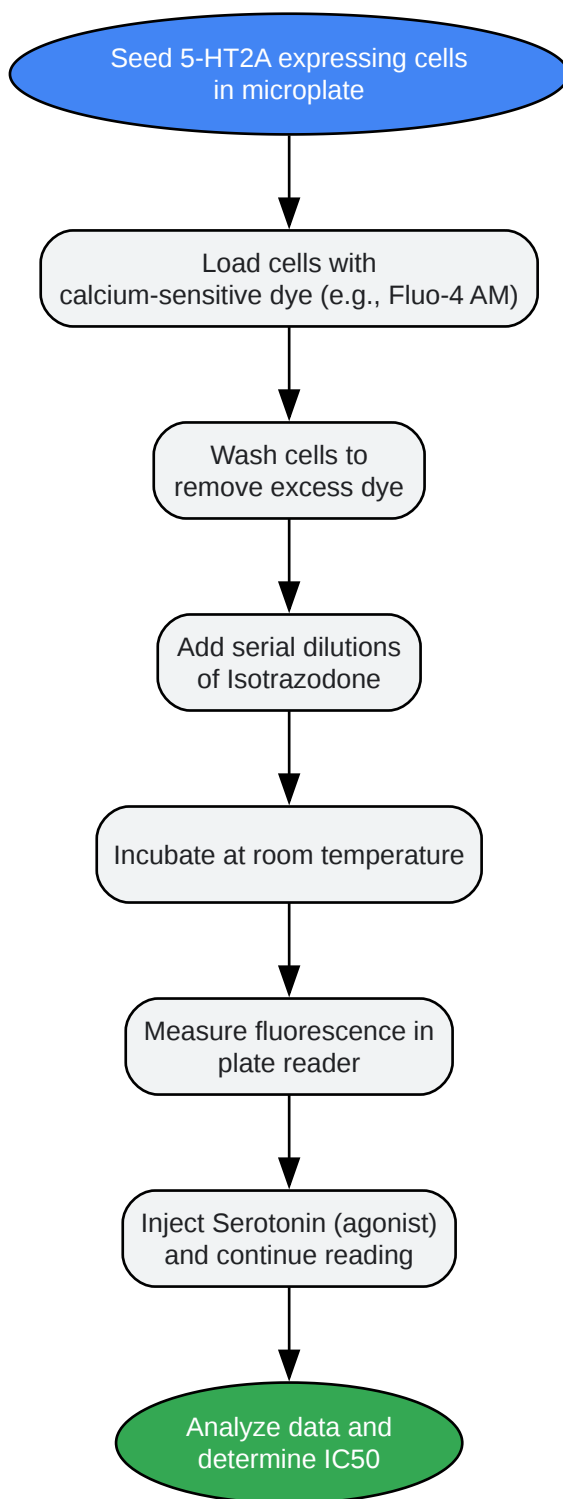 Seed 5-HT2A expressing cells
in microplate
Load cells with
calcium-sensitive dye (e.g., Fluo-4 AM)
Wash cells to
remove excess dye
Add serial dilutions
of Isotrazodone
Incubate at room temperature
Measure fluorescence in
plate reader
Inject Serotonin (agonist)
and continue reading
Analyze data and
determine IC50